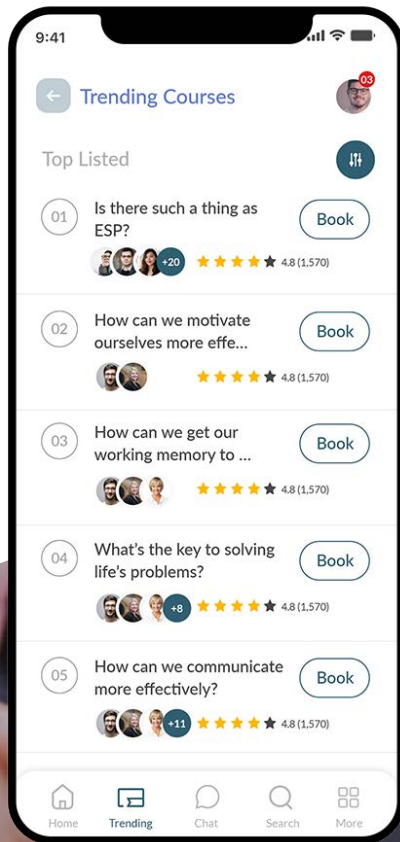 9:41
Trending Courses
03
Top Listed
01
Is there such a thing as
ESP?
Book
+20
4.8 (1,570)
02
How can we motivate
ourselves more effe...
Book
4.8 (1,570)
03
How can we get our
working memory to ...
Book
4.8 (1,570)
04
What's the key to solving
life's problems?
Book
+8
4.8 (1,570)
05
How can we communicate
more effectively?
Book
+11
4.8 (1,570)
Home
Trending
Chat
Search
More